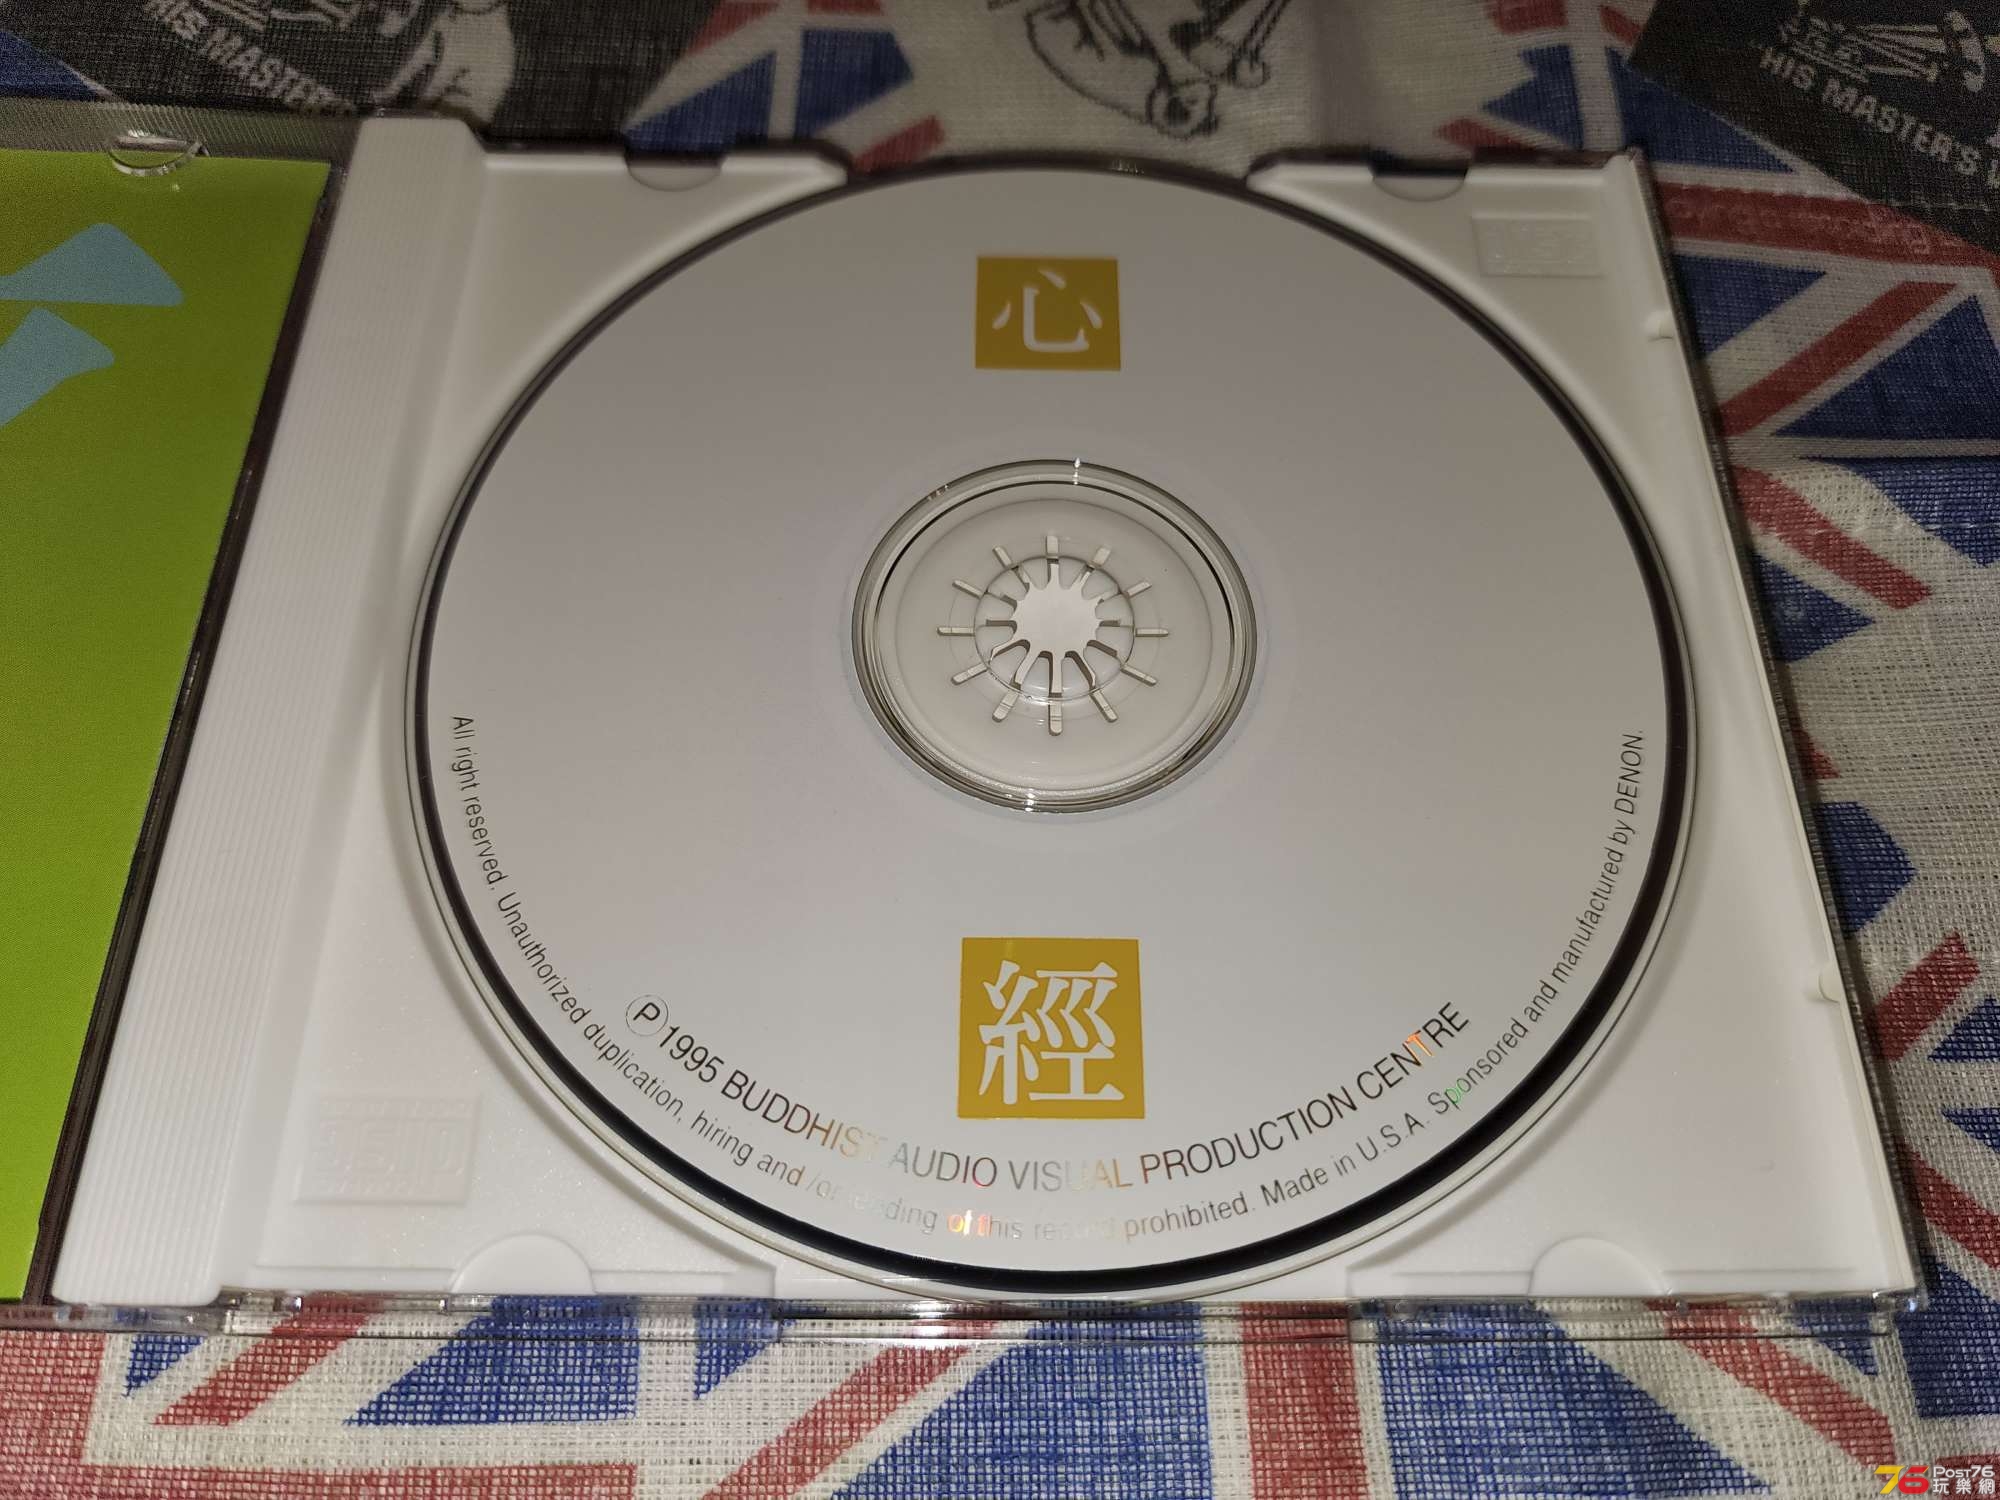 HIS MASTER'S
HIS MASTER'S
心
經
Ⓟ 1995 BUDDHIST AUDIO VISUAL PRODUCTION CENTRE
All right reserved. Unauthorized duplication, hiring and /or lending of this record prohibited. Made in U.S.A. Sponsored and manufactured by DENON.
76 POST76
玩樂網